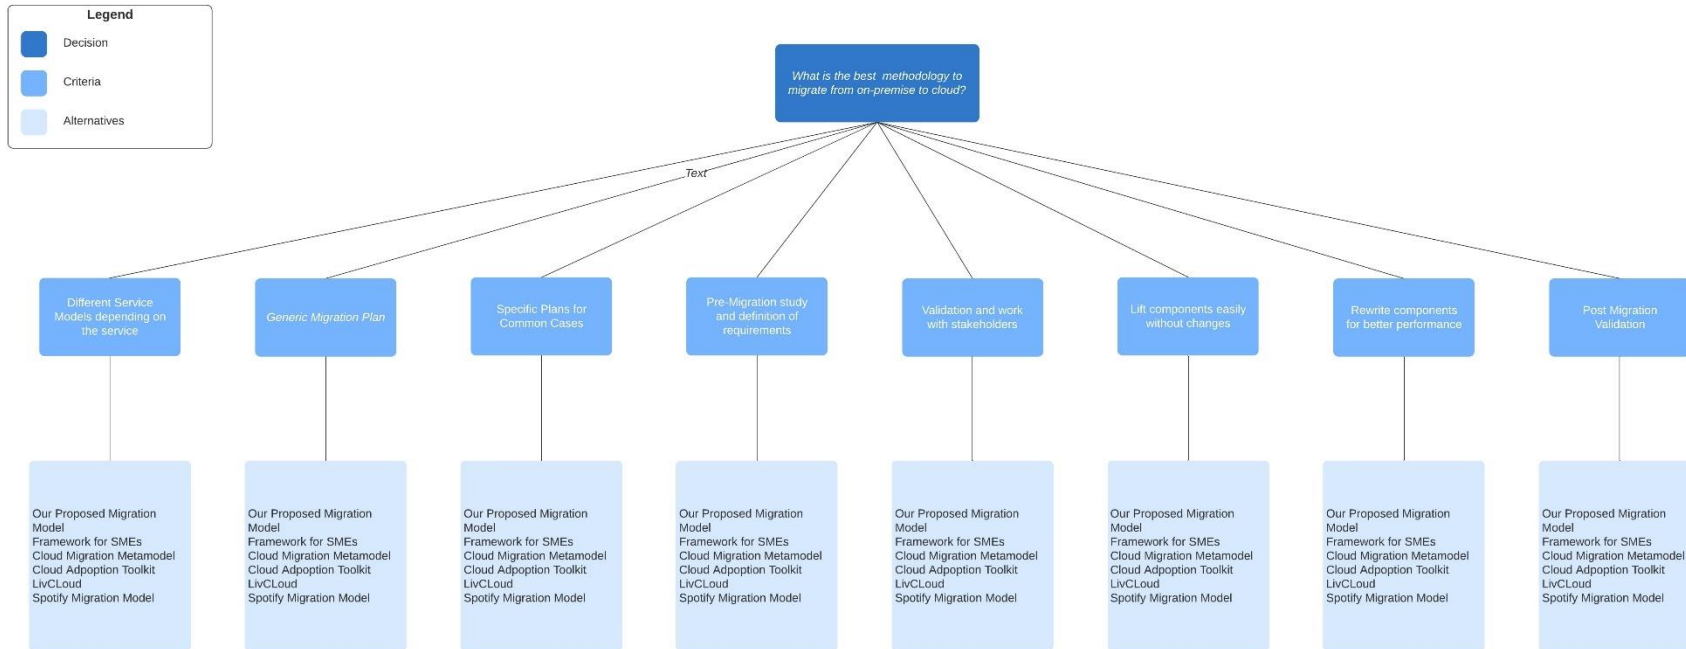 Legend
Decision
Criteria
Alternatives
What is the best methodology to
migrate from on-premise to cloud?
Text
Different Service
Models depending on
the service
Generic Migration Plan
Specific Plans for
Common Cases
Pre-Migration study
and definition of
requirements
Validation and work
with stakeholders
Lift components easily
without changes
Rewrite components
for better performance
Post Migration
Validation
Our Proposed Migration
Model
Framework for SMEs
Cloud Migration Metamodel
Cloud Adpoption Toolkit
LivCLoud
Spotify Migration Model
Our Proposed Migration
Model
Framework for SMEs
Cloud Migration Metamodel
Cloud Adpoption Toolkit
LivCLoud
Spotify Migration Model
Our Proposed Migration
Model
Framework for SMEs
Cloud Migration Metamodel
Cloud Adpoption Toolkit
LivCLoud
Spotify Migration Model
Our Proposed Migration
Model
Framework for SMEs
Cloud Migration Metamodel
Cloud Adpoption Toolkit
LivCLoud
Spotify Migration Model
Our Proposed Migration
Model
Framework for SMEs
Cloud Migration Metamodel
Cloud Adpoption Toolkit
LivCLoud
Spotify Migration Model
Our Proposed Migration
Model
Framework for SMEs
Cloud Migration Metamodel
Cloud Adpoption Toolkit
LivCLoud
Spotify Migration Model
Our Proposed Migration
Model
Framework for SMEs
Cloud Migration Metamodel
Cloud Adpoption Toolkit
LivCLoud
Spotify Migration Model
Our Proposed Migration
Model
Framework for SMEs
Cloud Migration Metamodel
Cloud Adpoption Toolkit
LivCLoud
Spotify Migration Model